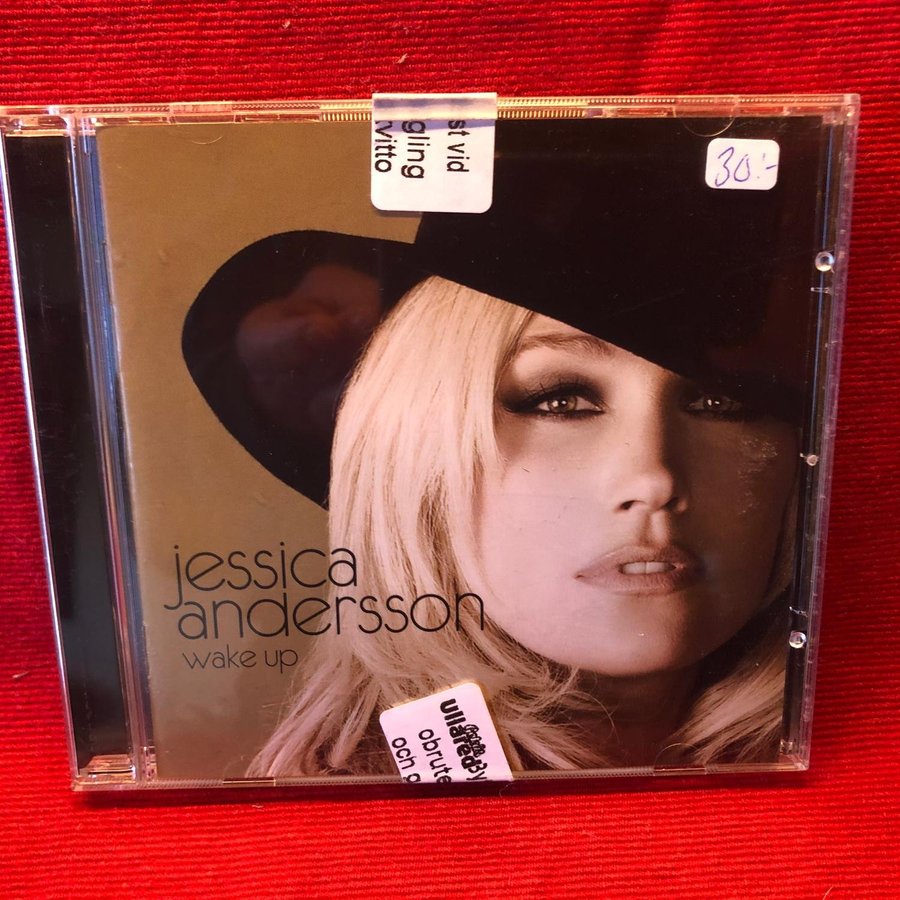 st vid
gling
vitto
30:-
jessica
andersson
wake up
Ullared
obrute
och g